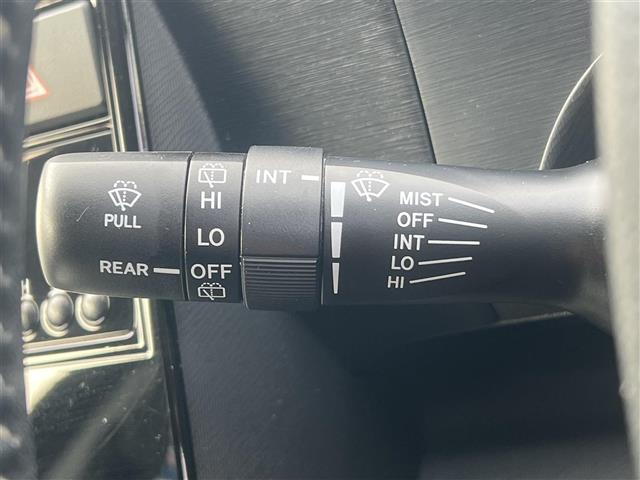 PULL
REAR
HI
LO
OFF
INT
MIST
OFF
INT
LO
HI